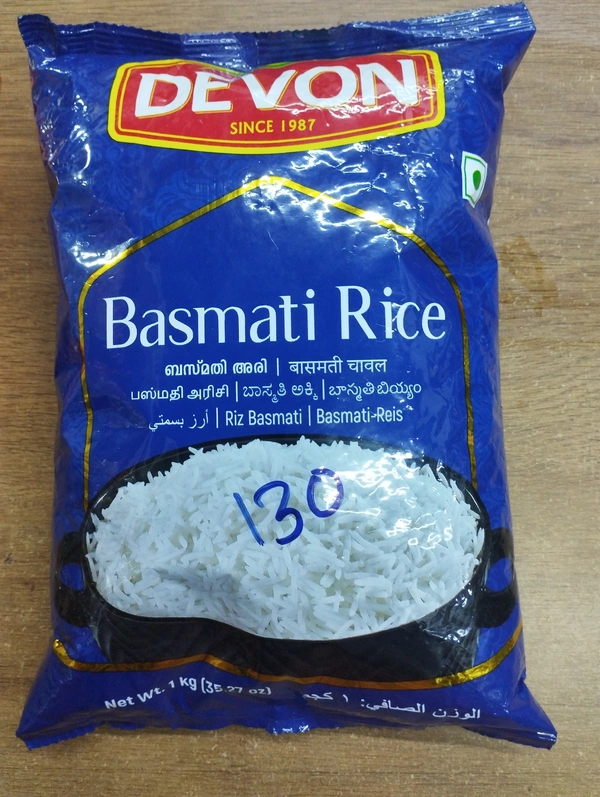 DEVON
SINCE 1987
Basmati Rice
ബസ്മതി അരി | बासमती चावल
பஸ்மதி அரிசி | ಬಾಸ್ಮತಿ ಅಕ್ಕಿ | బాస్మతి బియ్యం
أرز بسمتي | Riz Basmati | Basmati-Reis
130
Net Wt. 1 kg (35.27 oz) الوزن الصافي: ١ كجم